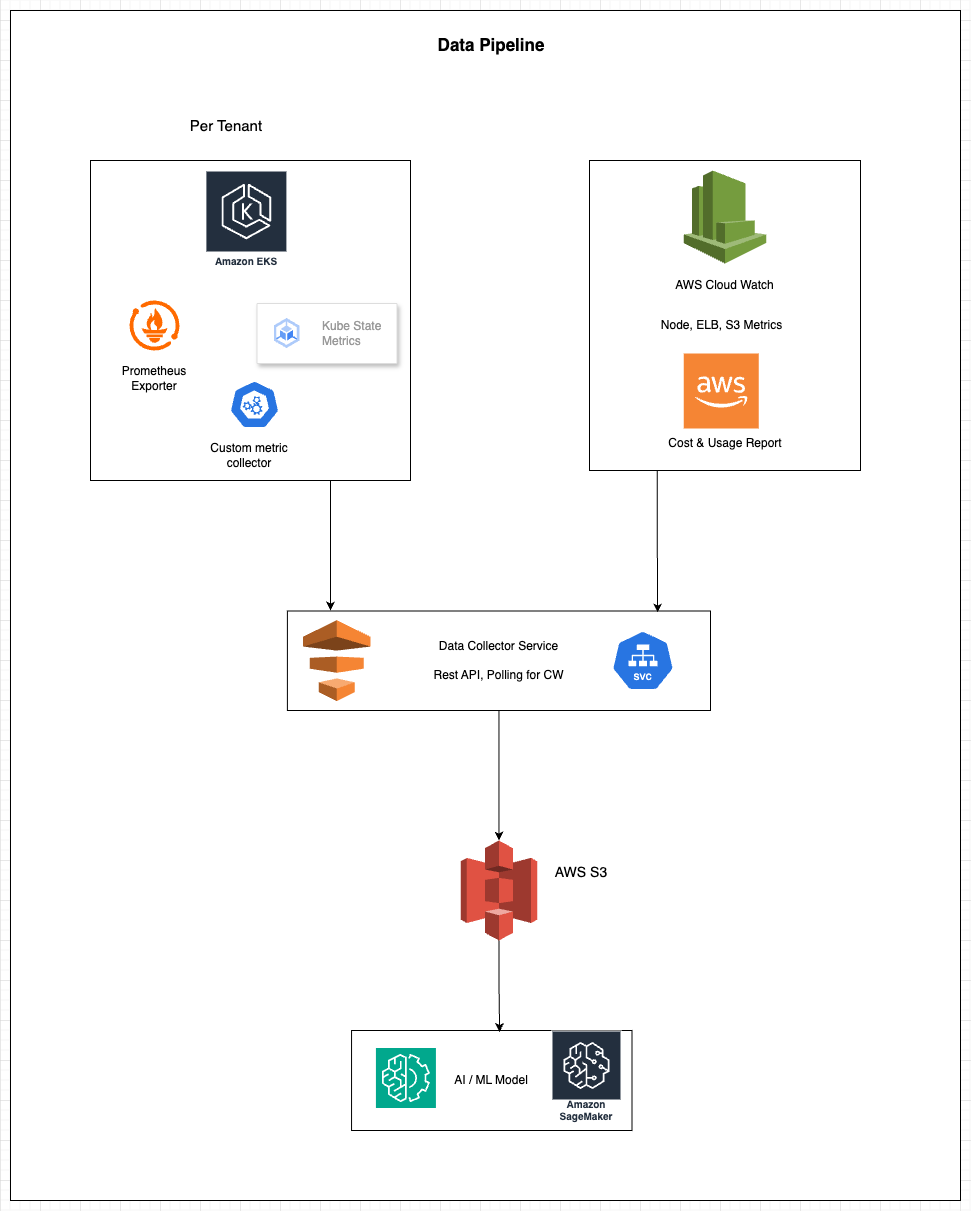 Data Pipeline
Per Tenant
Amazon EKS
Prometheus
Exporter
Kube State
Metrics
Custom metric
collector
AWS Cloud Watch
Node, ELB, S3 Metrics
aws
Cost & Usage Report
Data Collector Service
Rest API, Polling for CW
SVC
AWS S3
AI / ML Model
Amazon
SageMaker